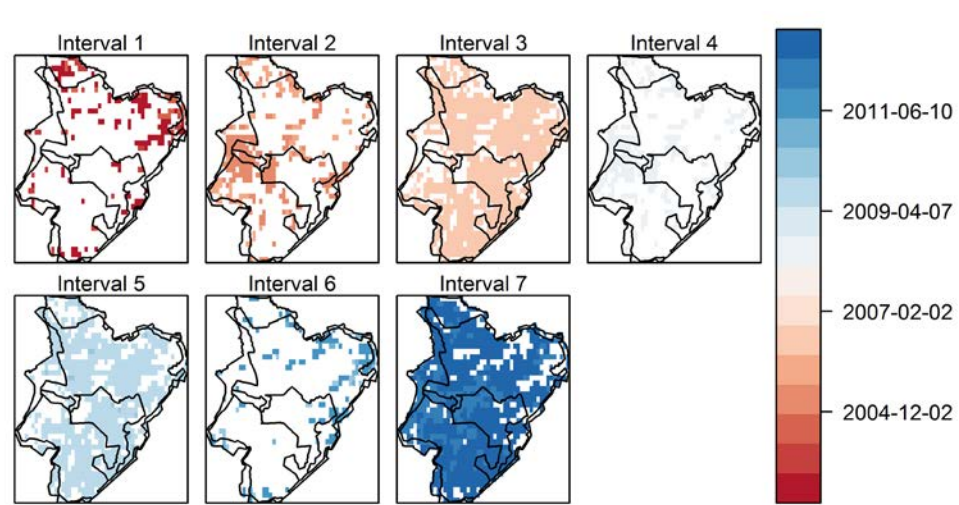 Interval 1
Interval 2
Interval 3
Interval 4
2011-06-10
2009-04-07
2007-02-02
2004-12-02
Interval 5
Interval 6
Interval 7